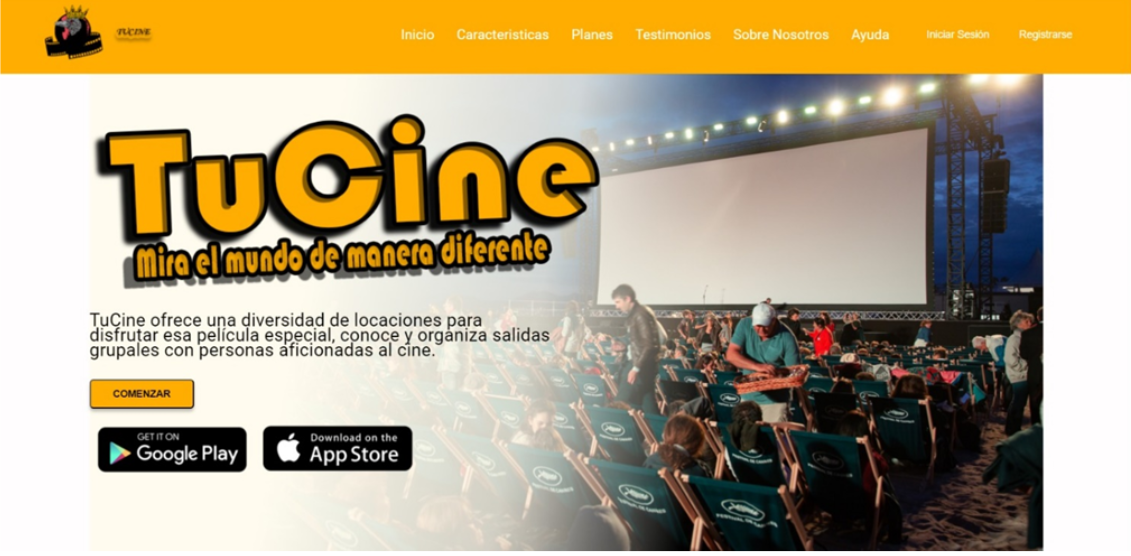 TUCINE
Inicio Caracteristicas Planes Testimonios Sobre Nosotros Ayuda Iniciar Sesión Registrarse
TuCine
Mira el mundo de manera diferente
TuCine ofrece una diversidad de locaciones para
disfrutar esa película especial, conoce y organiza salidas
grupales con personas aficionadas al cine.
COMENZAR
GET IT ON
Google Play
Download on the
App Store